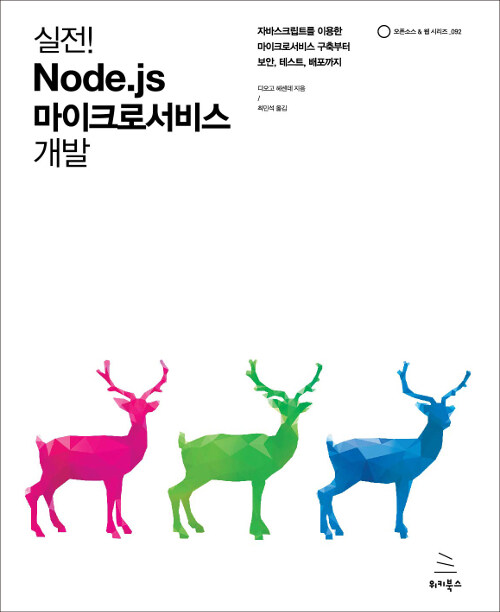 실전!
Node.js
마이크로서비스
개발
자바스크립트를 이용한
마이크로서비스 구축부터
보안, 테스트, 배포까지
디오고 헤센데 지음
/
최민석 옮김
오픈소스 & 웹 시리즈 _092
위키북스